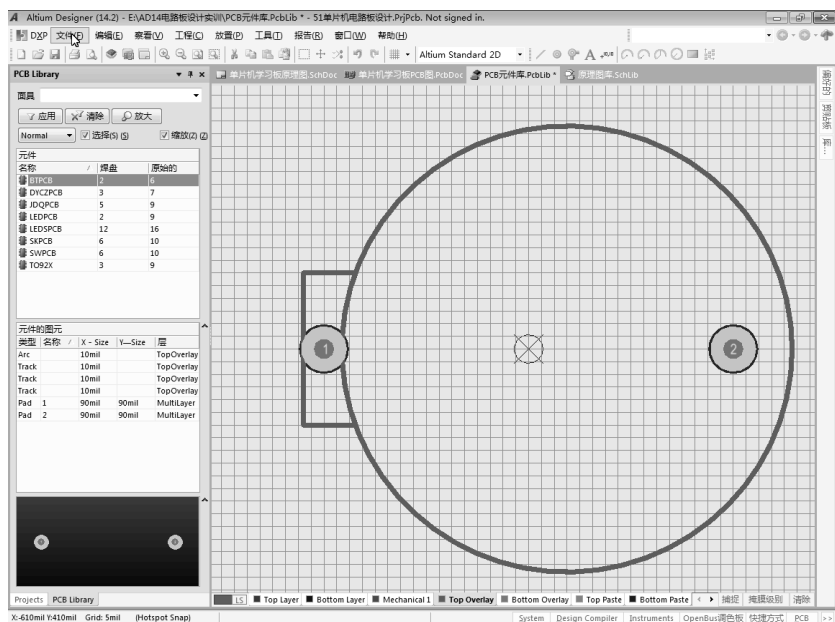 Altium Designer (14.2) - E:\AD14电路板设计实训\PCB元件库.PcbLib * - 51单片机电路板设计.PrjPcb. Not signed in.
DXP 文件(F) 编辑(E) 察看(V) 工程(C) 放置(P) 工具(T) 报告(R) 窗口(W) 帮助(H)
Altium Standard 2D
PCB Library
单片机学习板原理图.SchDoc 单片机学习板PCB图.PcbDoc PCB元件库.PcbLib * 原理图库.SchLib
面具
应用 清除 放大
Normal 选择(S) (S) 缩放(Z) (Z)
元件
名称 焊盘 原始的
BTPCB 2 6
DYCZPCB 3 7
JDQPCB 5 9
LEDPCB 2 9
LEDSPCB 12 16
SKPCB 6 10
SWPCB 6 10
TO92X 3 9
元件的图元
类型 名称 X - Size Y—Size 层
Arc 10mil TopOverlay
Track 10mil TopOverlay
Track 10mil TopOverlay
Track 10mil TopOverlay
Pad 1 90mil 90mil MultiLayer
Pad 2 90mil 90mil MultiLayer
1
2
Projects PCB Library
LS Top Layer Bottom Layer Mechanical 1 Top Overlay Bottom Overlay Top Paste Bottom Paste 捕捉 掩膜级别 清除
X:-610mil Y:410mil Grid: 5mil (Hotspot Snap)
System Design Compiler Instruments OpenBus调色板 快捷方式 PCB >>